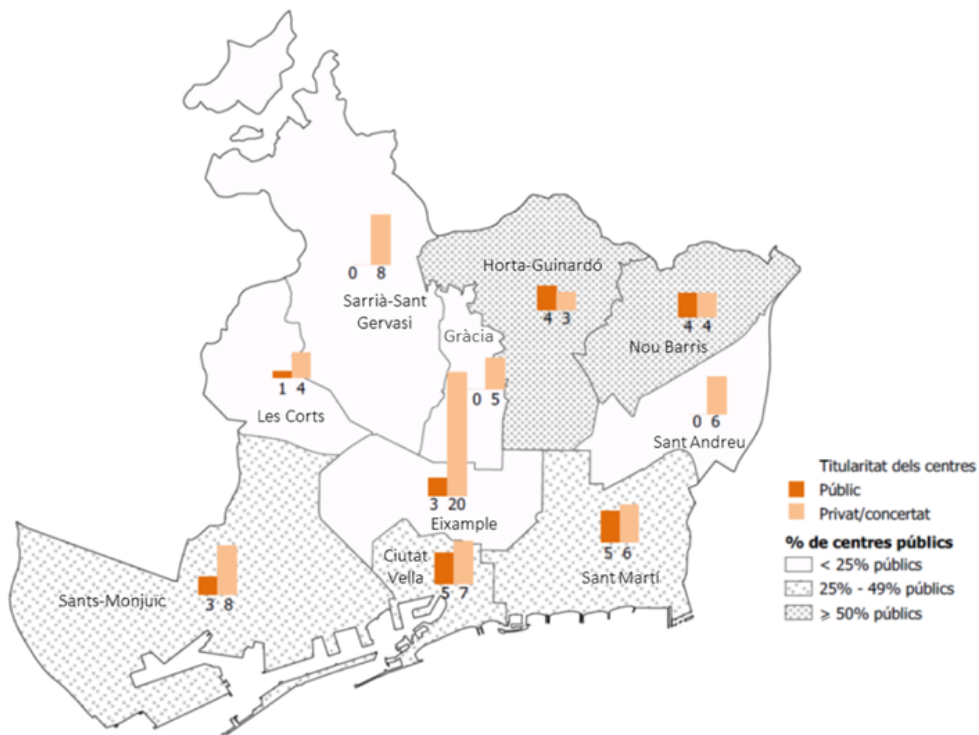 0 8
Sarrià-Sant
Gervasi
Horta-Guinardó
4 3
4 4
Nou Barris
Gràcia
0 5
1 4
Les Corts
0 6
Sant Andreu
3 20
Eixample
Ciutat
Vella
5 7
5 6
Sant Martí
Sants-Monjuïc
3 8
Titularitat dels centres
Públic
Privat/concertat
% de centres públics
< 25% públics
25% - 49% públics
⩾ 50% públics